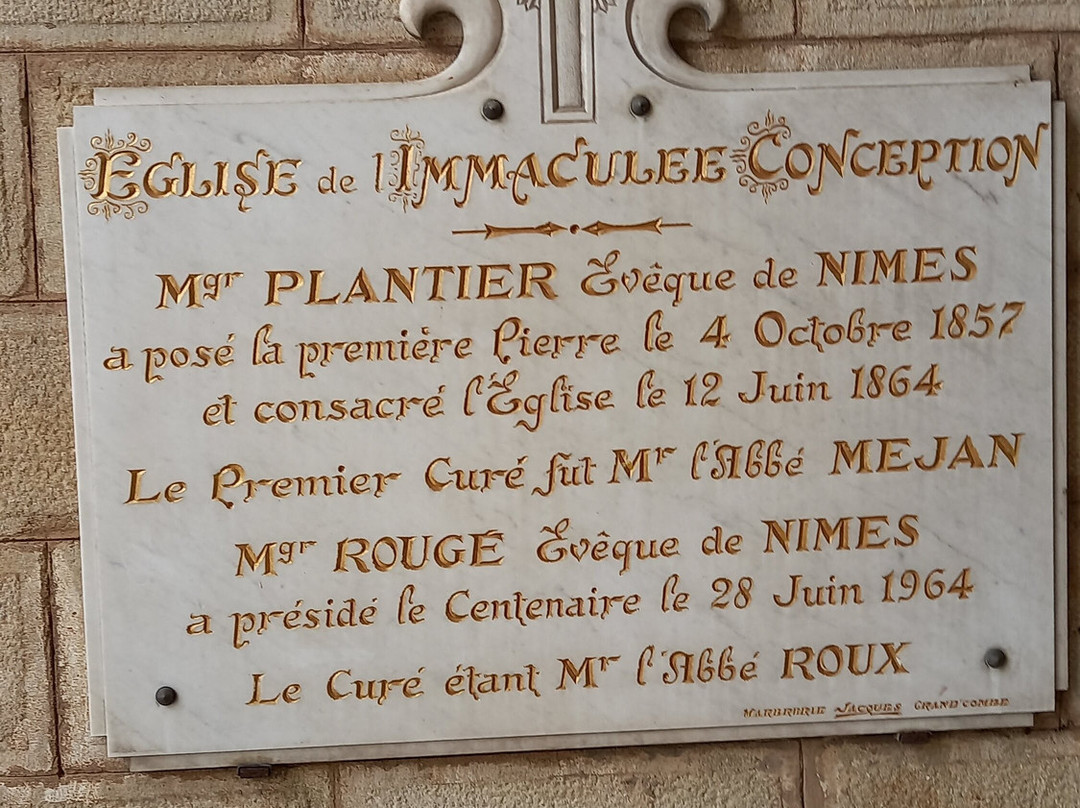 EGLISE de l'IMMACULEE CONCEPTION
Mgr PLANTIER Evêque de NIMES
a posé la première Pierre le 4 Octobre 1857
et consacré l'Eglise le 12 Juin 1864
Le Premier Curé fut Mr l'Abbé MEJAN
Mgr ROUGÉ Evêque de NIMES
a présidé le Centenaire le 28 Juin 1964
Le Curé étant Mr l'Abbé ROUX
MARBRERIE JACQUES GRAND'COMBE